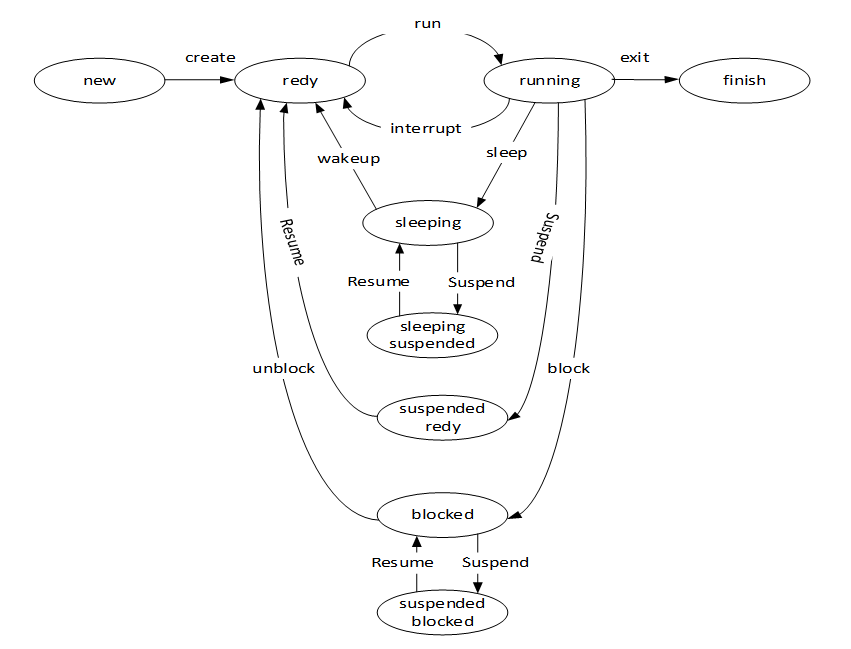 run
create
exit
new
redy
running
finish
interrupt
wakeup
sleep
sleeping
Resume
Suspend
Resume
Suspend
sleeping
suspended
unblock
block
suspended
redy
blocked
Resume
Suspend
suspended
blocked